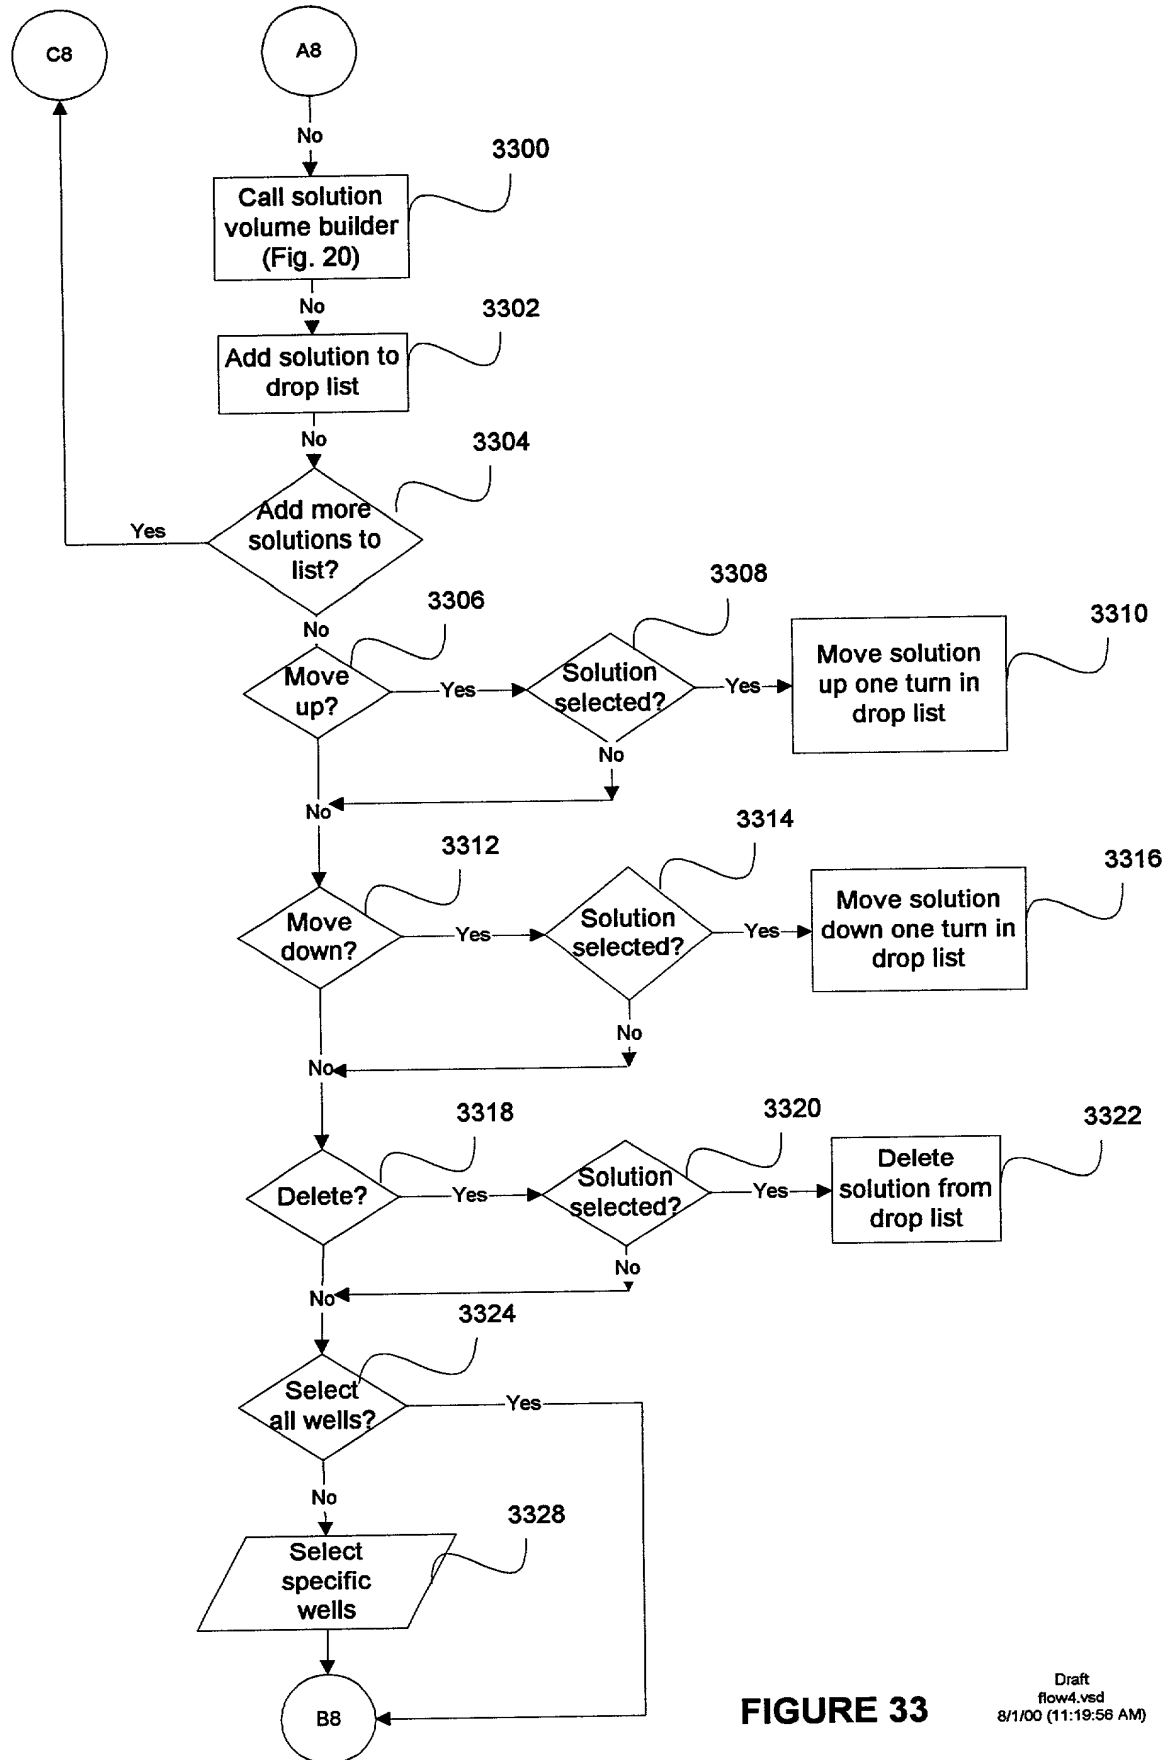 C8
A8
No
3300
Call solution
volume builder
(Fig. 20)
No
3302
Add solution to
drop list
No
3304
Add more
solutions to
list?
Yes
No
3306
Move
up?
Yes
3308
Solution
selected?
Yes
3310
Move solution
up one turn in
drop list
No
No
3312
Move
down?
Yes
3314
Solution
selected?
Yes
3316
Move solution
down one turn in
drop list
No
No
3318
Delete?
Yes
3320
Solution
selected?
Yes
3322
Delete
solution from
drop list
No
No
3324
Select
all wells?
Yes
No
3328
Select
specific
wells
B8
FIGURE 33
Draft
flow4.vsd
8/1/00 (11:19:56 AM)